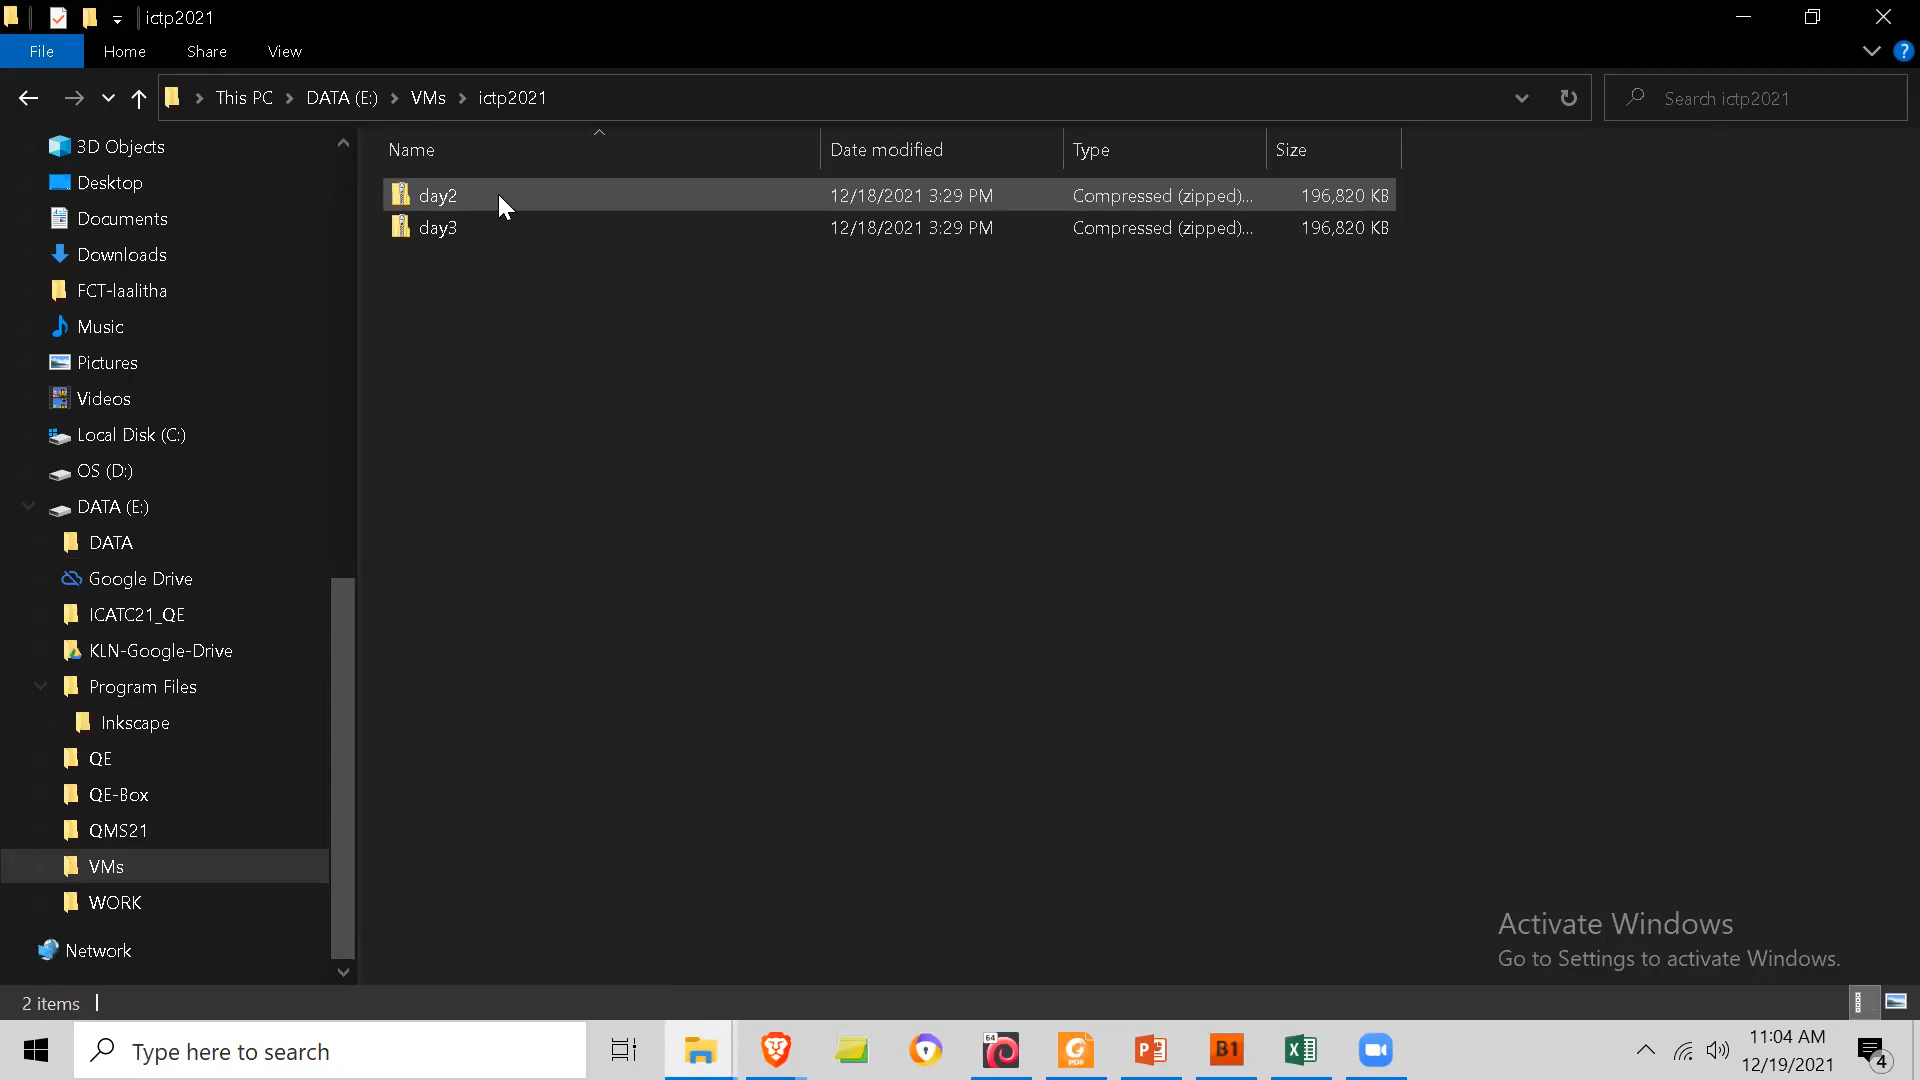 ictp2021
File Home Share View
?
This PC DATA (E:) VMs ictp2021
Search ictp2021
Name Date modified Type Size
day2 12/18/2021 3:29 PM Compressed (zipped)... 196,820 KB
day3 12/18/2021 3:29 PM Compressed (zipped)... 196,820 KB
3D Objects
Desktop
Documents
Downloads
FCT-laalitha
Music
Pictures
Videos
Local Disk (C:)
OS (D:)
DATA (E:)
DATA
Google Drive
ICATC21_QE
KLN-Google-Drive
Program Files
Inkscape
QE
QE-Box
QMS21
VMs
WORK
Network
Activate Windows
Go to Settings to activate Windows.
2 items
Type here to search
64
PDF
B1
11:04 AM
12/19/2021
4